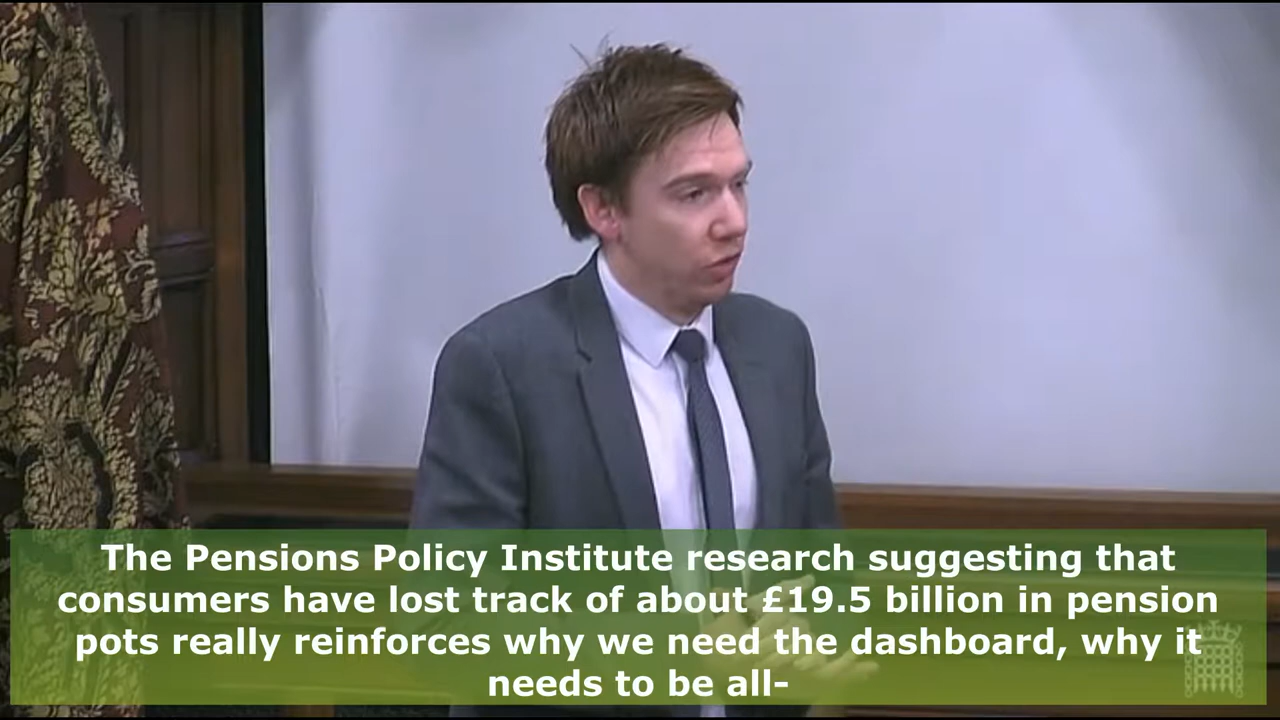 The Pensions Policy Institute research suggesting that
consumers have lost track of about £19.5 billion in pension
pots really reinforces why we need the dashboard, why it
needs to be all-